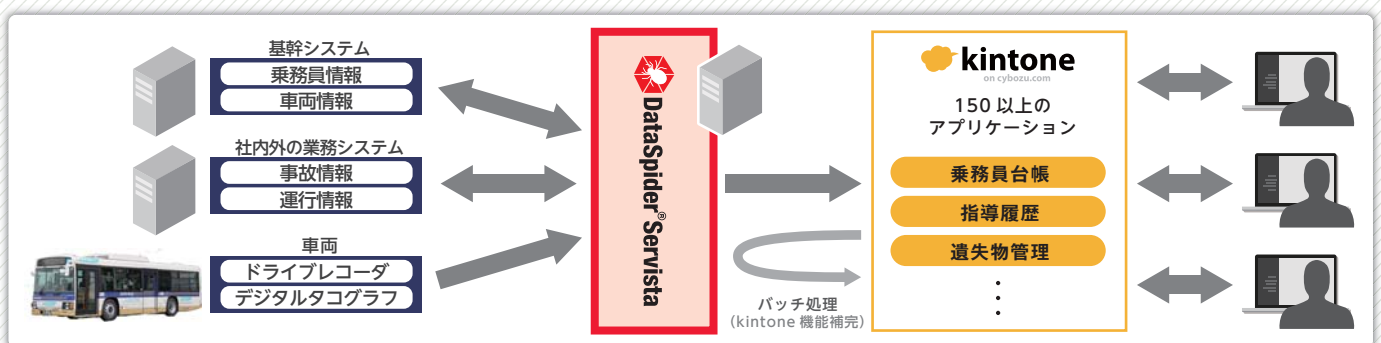 基幹システム
乗務員情報
車両情報
社内外の業務システム
事故情報
運行情報
車両
ドライブレコーダ
デジタルタコグラフ
DataSpider® Servista
バッチ処理
(kintone 機能補完)
kintone
on cybozu.com
150 以上の
アプリケーション
乗務員台帳
指導履歴
遺失物管理